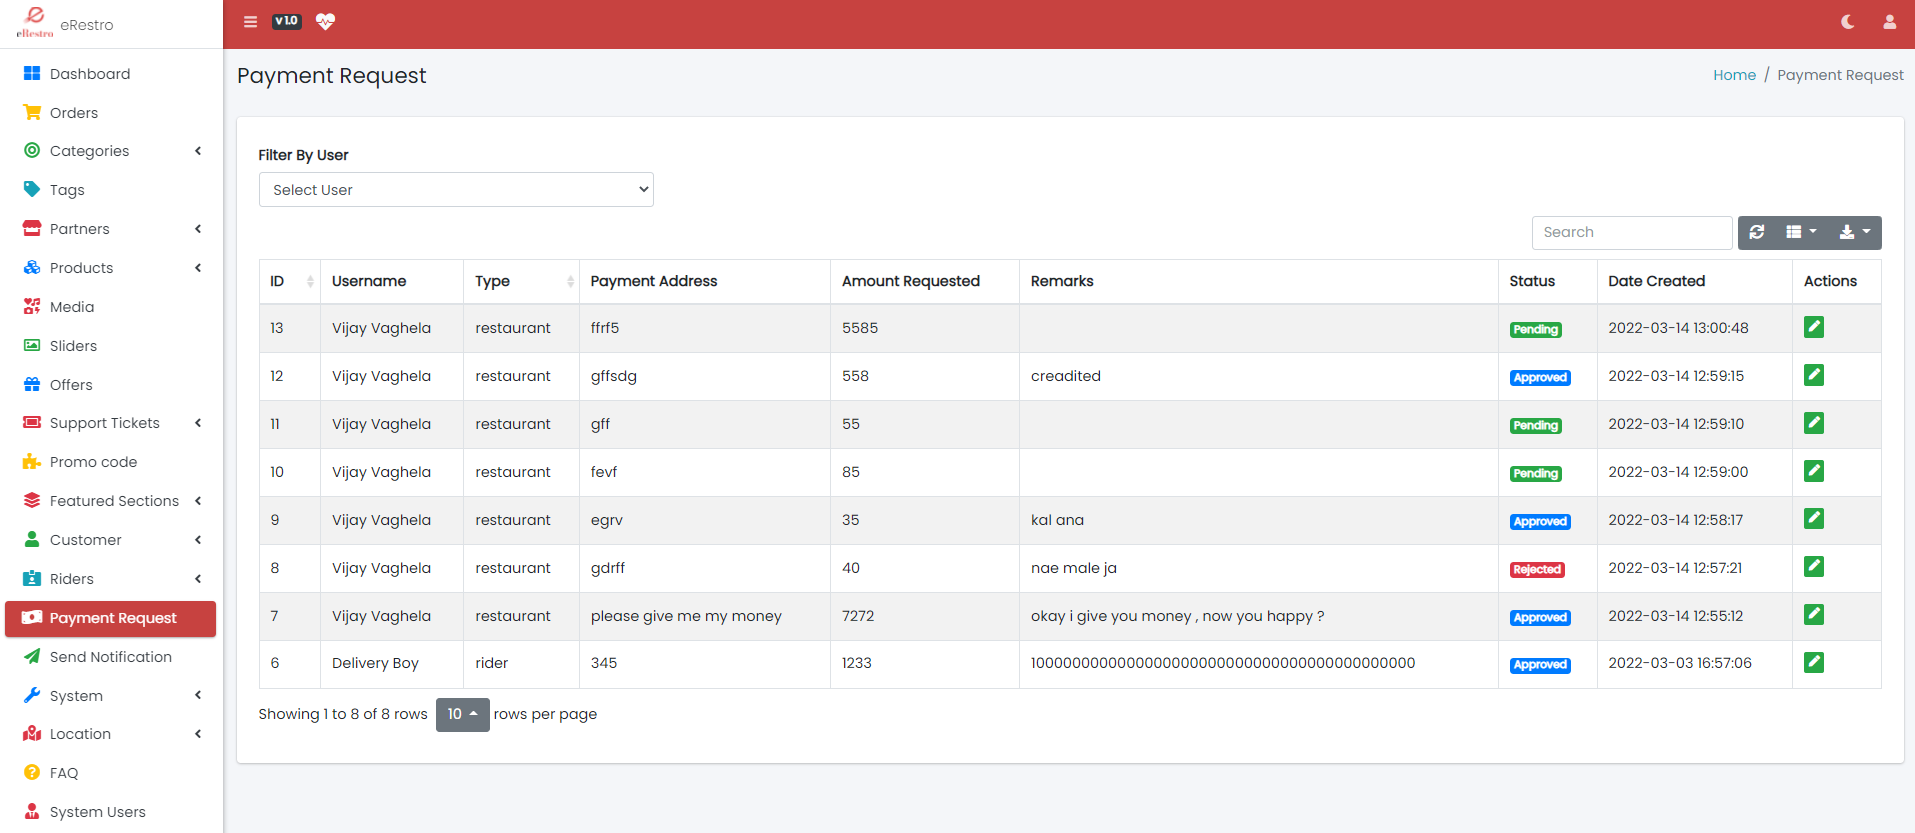 eRestro
eRestro
v 1.0
Dashboard
Orders
Categories
Tags
Partners
Products
Media
Sliders
Offers
Support Tickets
Promo code
Featured Sections
Customer
Riders
Payment Request
Send Notification
System
Location
FAQ
System Users
Payment Request
Home / Payment Request
Filter By User
Select User
Search
ID Username Type Payment Address Amount Requested Remarks Status Date Created Actions
13 Vijay Vaghela restaurant ffrf5 5585 Pending 2022-03-14 13:00:48
12 Vijay Vaghela restaurant gffsdg 558 creadited Approved 2022-03-14 12:59:15
11 Vijay Vaghela restaurant gff 55 Pending 2022-03-14 12:59:10
10 Vijay Vaghela restaurant fevf 85 Pending 2022-03-14 12:59:00
9 Vijay Vaghela restaurant egrv 35 kal ana Approved 2022-03-14 12:58:17
8 Vijay Vaghela restaurant gdrff 40 nae male ja Rejected 2022-03-14 12:57:21
7 Vijay Vaghela restaurant please give me my money 7272 okay i give you money , now you happy ? Approved 2022-03-14 12:55:12
6 Delivery Boy rider 345 1233 Approved 2022-03-03 16:57:06
Showing 1 to 8 of 8 rows 10 rows per page